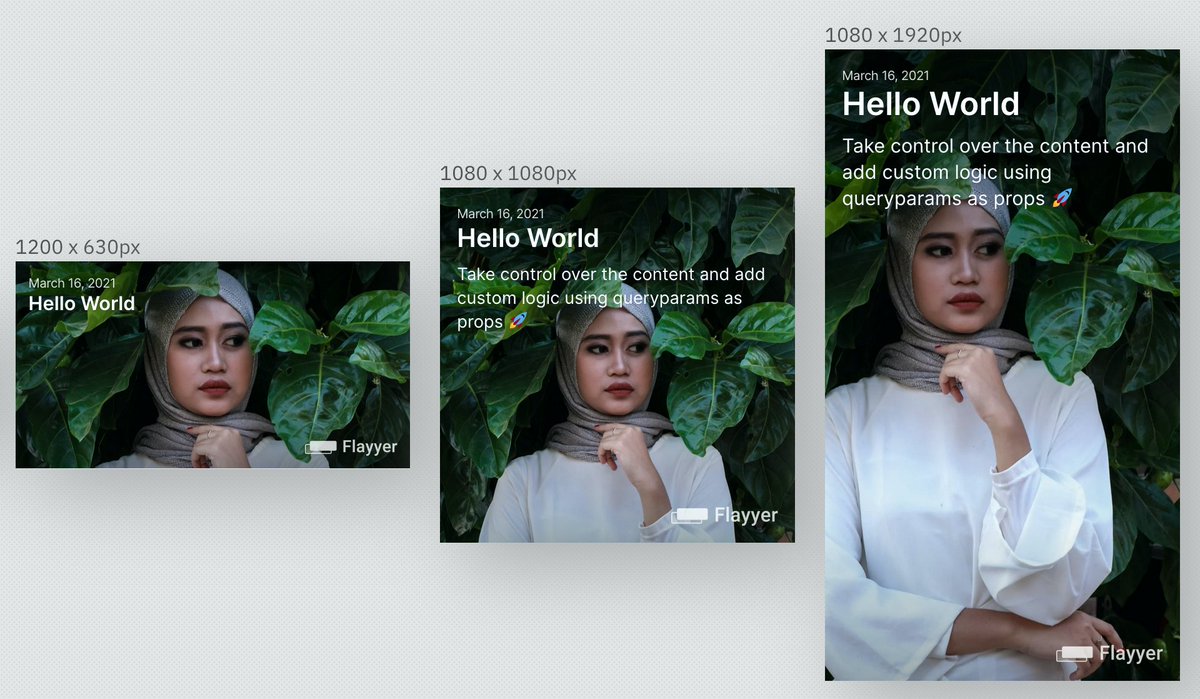 1200 x 630px
March 16, 2021
Hello World
Flayyer
1080 x 1080px
March 16, 2021
Hello World
Take control over the content and add
custom logic using queryparams as
props 🚀
Flayyer
1080 x 1920px
March 16, 2021
Hello World
Take control over the content and
add custom logic using
queryparams as props 🚀
Flayyer